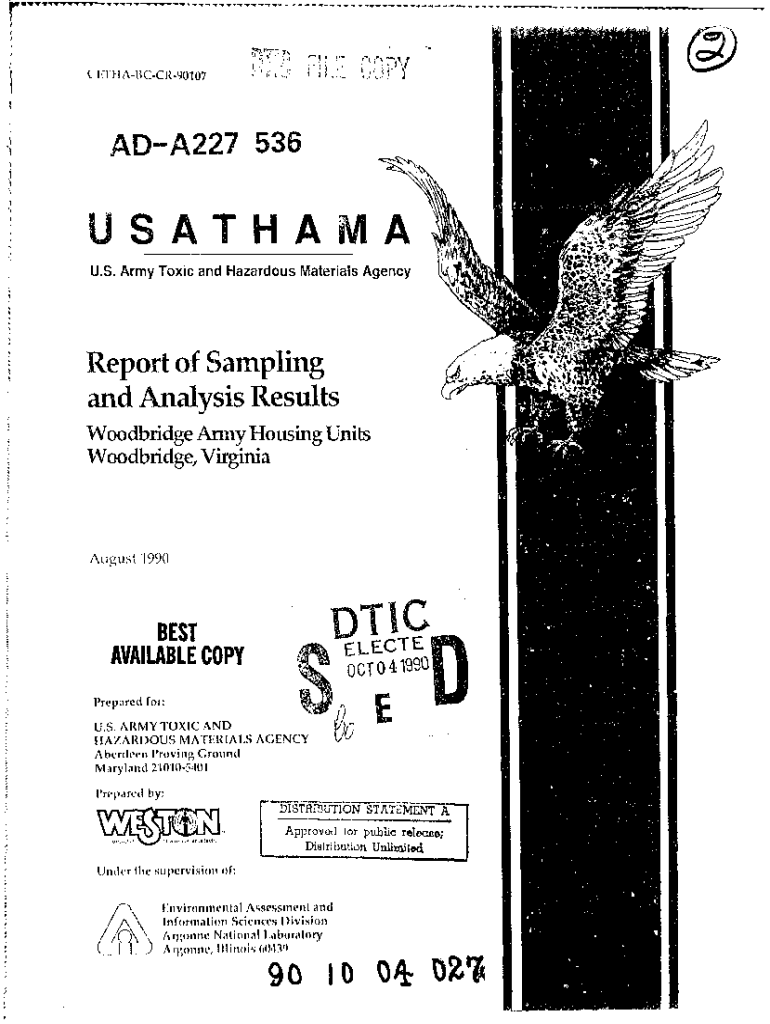 CETHA-BC-CR-90107
DTIC FILE COPY
2
AD-A227 536
USATHAMA
U.S. Army Toxic and Hazardous Materials Agency
Report of Sampling
and Analysis Results
Woodbridge Army Housing Units
Woodbridge, Virginia
August 1990
BEST
AVAILABLE COPY
DTIC
ELECTE
OCT 04 1990
S E D
Prepared for:
U.S. ARMY TOXIC AND
HAZARDOUS MATERIALS AGENCY
Aberdeen Proving Ground
Maryland 21010-5401
Prepared by:
WESTON
DISTRIBUTION STATEMENT A
Approved for public release;
Distribution Unlimited
Under the supervision of:
Environmental Assessment and
Information Sciences Division
Argonne National Laboratory
Argonne, Illinois 60439
90 10 04 027